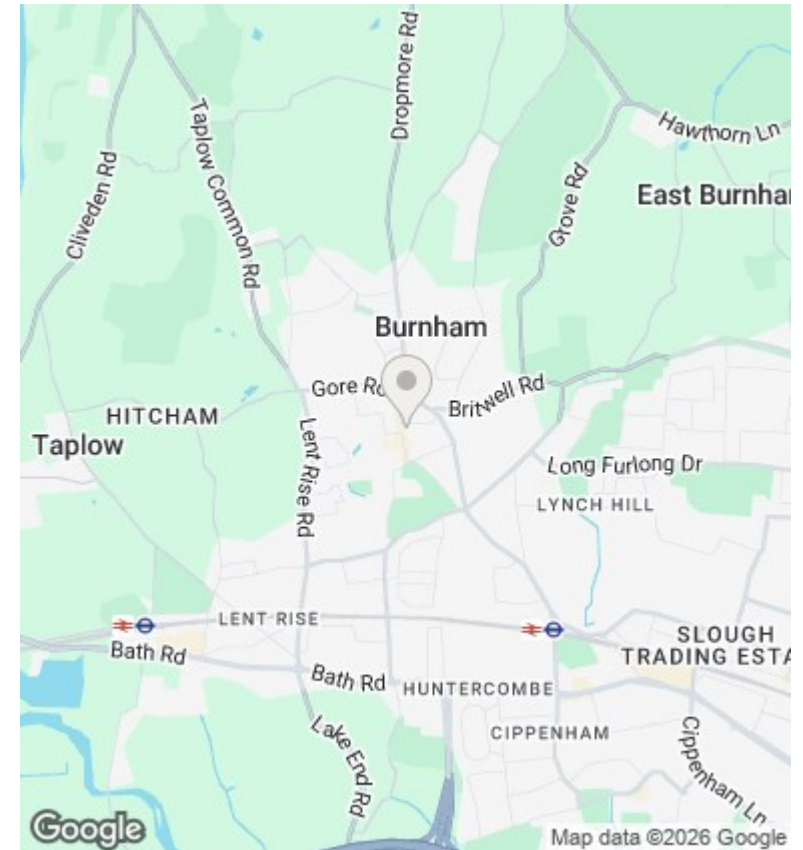 Dropmore Rd
Taplow Common Rd
Hawthorn Ln
Cliveden Rd
Grove Rd
East Burnha
Burnham
Gore R
Britwell Rd
HITCHAM
Taplow
Lent Rise Rd
Long Furlong Dr
LYNCH HILL
LENT RISE
SLOUGH
TRADING ESTA
Bath Rd
Bath Rd
HUNTERCOMBE
Lake End Rd
CIPPENHAM
Cippenham Ln
Google
Map data ©2026 Google